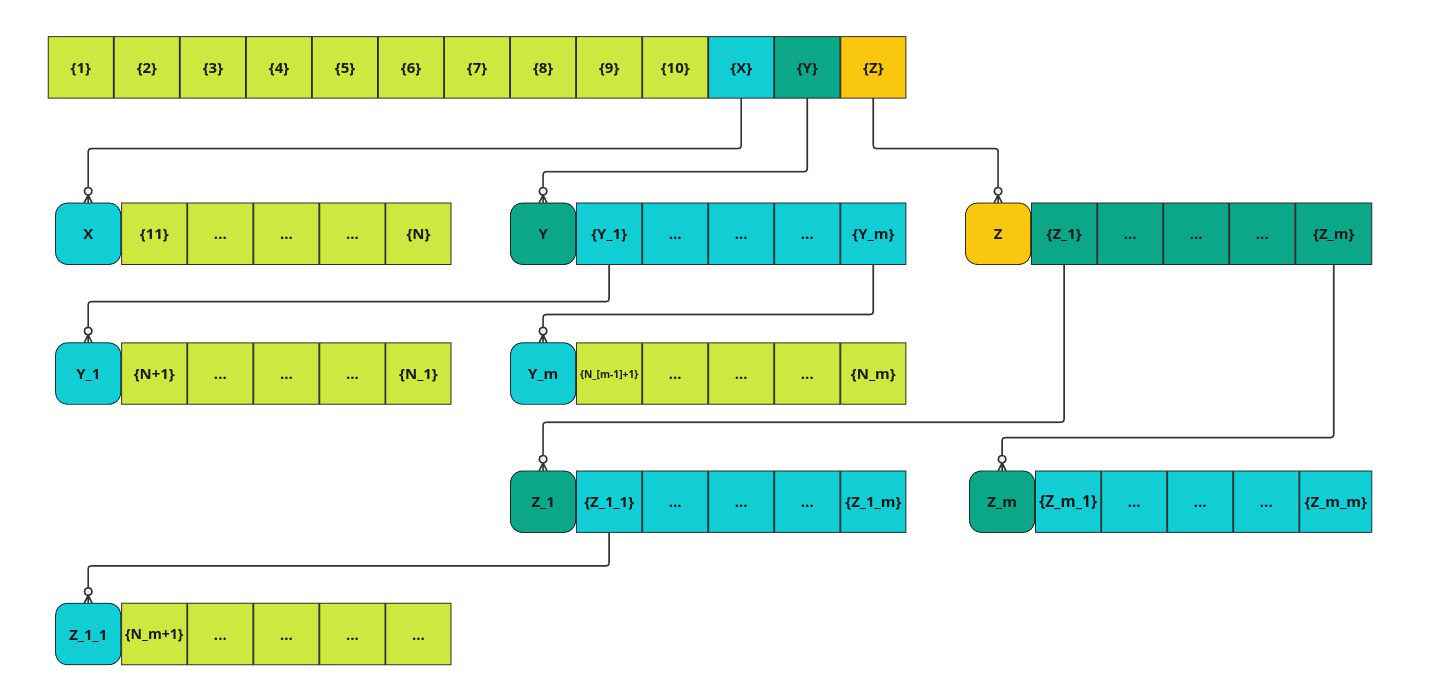 {1} {2} {3} {4} {5} {6} {7} {8} {9} {10} {X} {Y} {Z}
X {11} ... ... ... {N} Y {Y_1} ... ... ... {Y_m} Z {Z_1} ... ... ... {Z_m}
Y_1 {N+1} ... ... ... {N_1} Y_m {N_[m-1]+1} ... ... ... {N_m}
Z_1 {Z_1_1} ... ... ... {Z_1_m} Z_m {Z_m_1} ... ... ... {Z_m_m}
Z_1_1 {N_m+1} ... ... ... ...